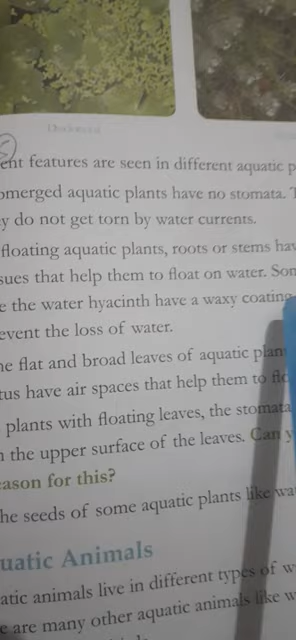 Duckweed
ent features are seen in different aquatic p
omerged aquatic plants have no stomata. T
y do not get torn by water currents.
floating aquatic plants, roots or stems hav
sues that help them to float on water. Som
e the water hyacinth have a waxy coating
event the loss of water.
he flat and broad leaves of aquatic plan
tus have air spaces that help them to flo
plants with floating leaves, the stomata
n the upper surface of the leaves. Can y
eason for this?
he seeds of some aquatic plants like wa
uatic Animals
atic animals live in different types of w
e are many other aquatic animals like w